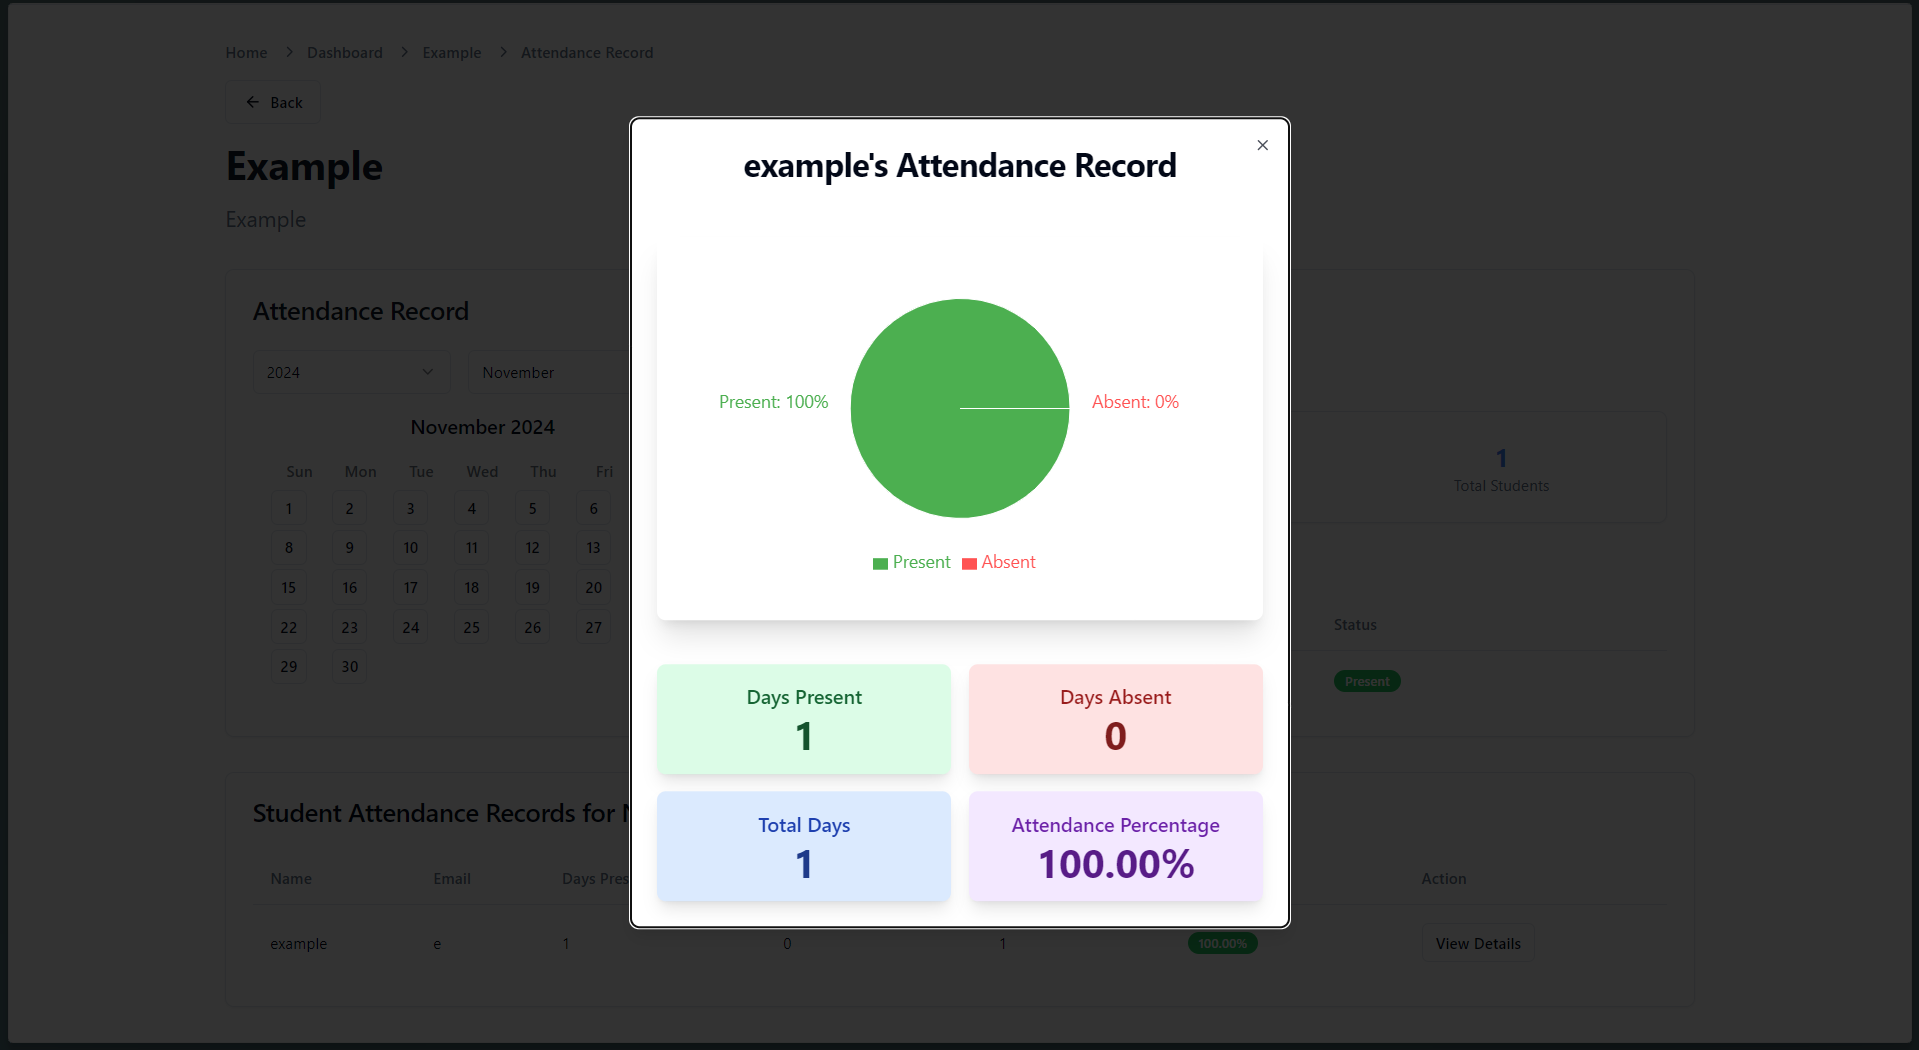 Home > Dashboard > Example > Attendance Record
Back
Example
Example
Attendance Record
2024
November
November 2024
Sun Mon Tue Wed Thu Fri
1 2 3 4 5 6
8 9 10 11 12 13
15 16 17 18 19 20
22 23 24 25 26 27
29 30
1
Total Students
Status
Present
Student Attendance Records for
Name Email Days Pres Action
example e 1 0 1 100.00% View Details
example's Attendance Record
Present: 100%
Absent: 0%
Present Absent
Days Present
1
Days Absent
0
Total Days
1
Attendance Percentage
100.00%